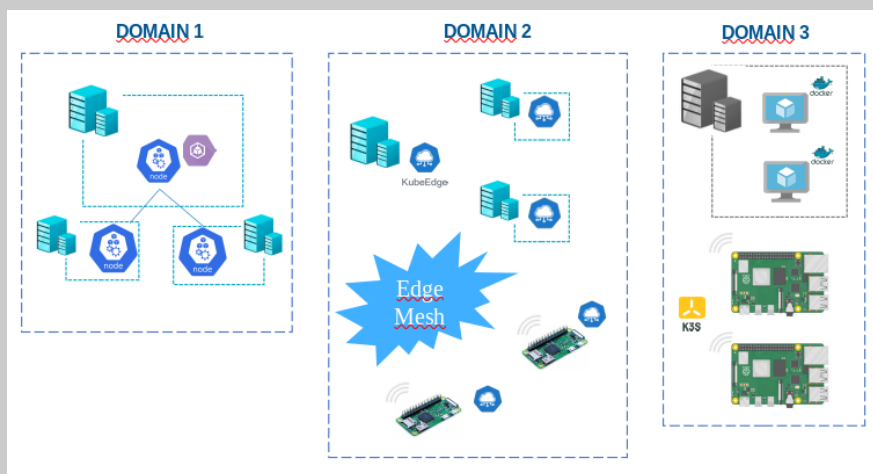 DOMAIN 1
DOMAIN 2
DOMAIN 3
node
node
node
KubeEdge
Edge
Mesh
docker
docker
K3S